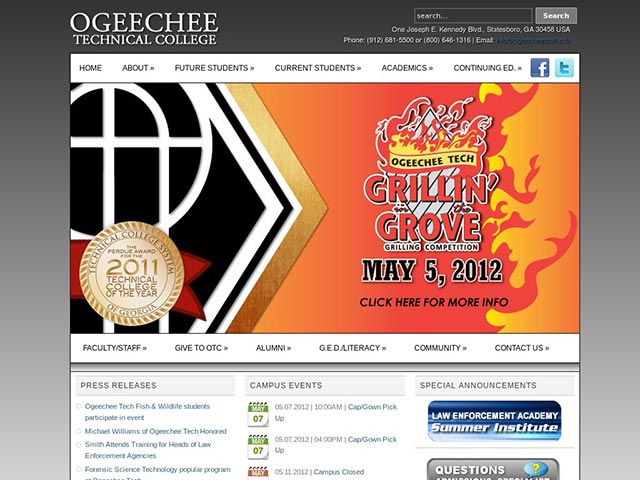 OGEECHEE
TECHNICAL COLLEGE
search...
Search
One Joseph E. Kennedy Blvd., Statesboro, GA 30458 USA
Phone: (912) 681-5500 or (800) 646-1316 | Email: info@ogeecheetech.edu
HOME ABOUT » FUTURE STUDENTS » CURRENT STUDENTS » ACADEMICS » CONTINUING ED. »
OGEECHEE TECH
GRILLIN'
GROVE
GRILLING COMPETITION
MAY 5, 2012
CLICK HERE FOR MORE INFO
TECHNICAL COLLEGE SYSTEM
OF GEORGIA
THE
PERDUE AWARD
FOR THE
2011
TECHNICAL
COLLEGE
OF THE YEAR
FACULTY/STAFF » GIVE TO OTC » ALUMNI » G.E.D./LITERACY » COMMUNITY » CONTACT US »
PRESS RELEASES
Ogeechee Tech Fish & Wildlife students
participate in event
Michael Williams of Ogeechee Tech Honored
Smith Attends Training for Heads of Law
Enforcement Agencies
Forensic Science Technology popular program
at Ogeechee Tech
CAMPUS EVENTS
MAY
07
05.07.2012 | 10:00AM | Cap/Gown Pick
Up
MAY
07
05.07.2012 | 04:00PM | Cap/Gown Pick
Up
MAY
05.11.2012 | Campus Closed
SPECIAL ANNOUNCEMENTS
LAW ENFORCEMENT ACADEMY
Summer Institute
QUESTIONS
ADMISSIONS SPECIALIST